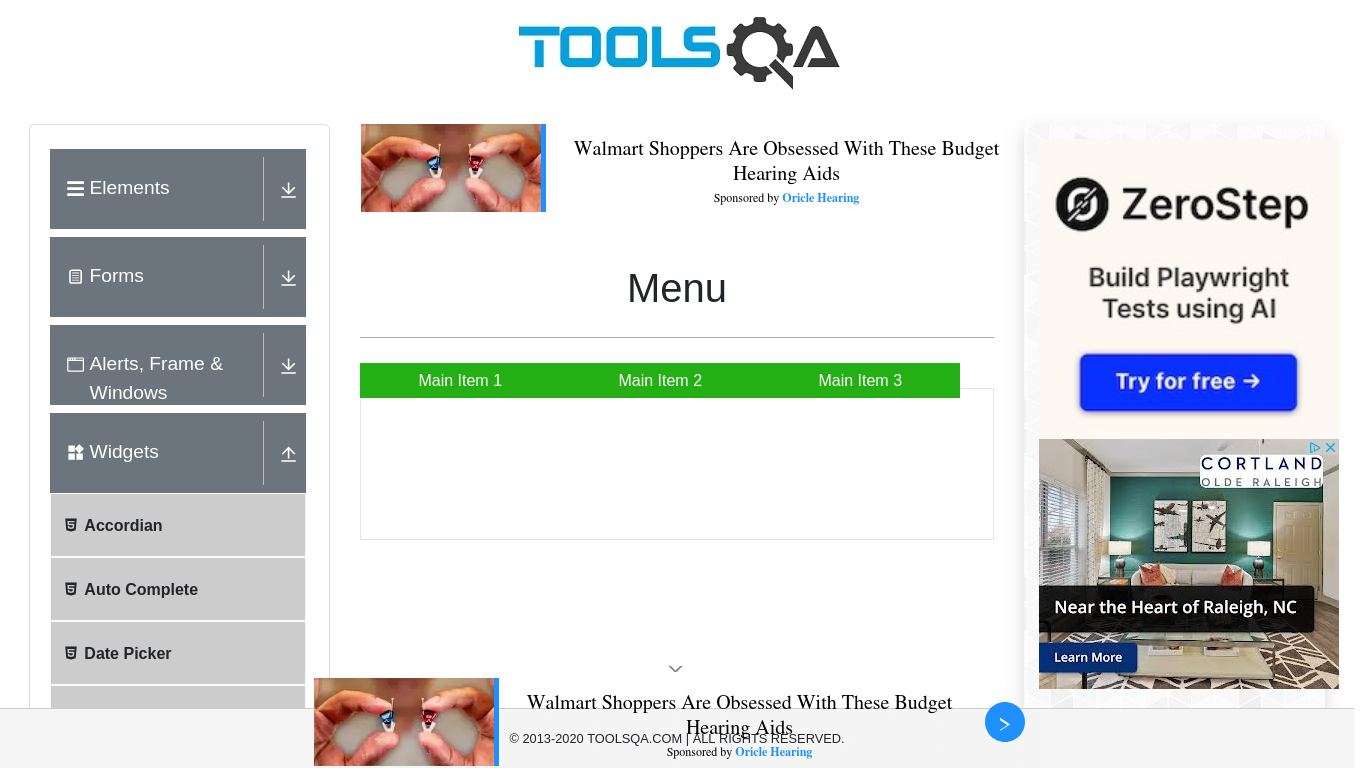 TOOLSQA
Elements
Forms
Alerts, Frame &
Windows
Widgets
Accordian
Auto Complete
Date Picker
Walmart Shoppers Are Obsessed With These Budget
Hearing Aids
Sponsored by Oricle Hearing
Menu
Main Item 1
Main Item 2
Main Item 3
ZeroStep
Build Playwright
Tests using AI
Try for free →
CORTLAND
OLDE RALEIGH
Near the Heart of Raleigh, NC
Learn More
Walmart Shoppers Are Obsessed With These Budget
Hearing Aids
© 2013-2020 TOOLSQA.COM | ALL RIGHTS RESERVED.
Sponsored by Oricle Hearing